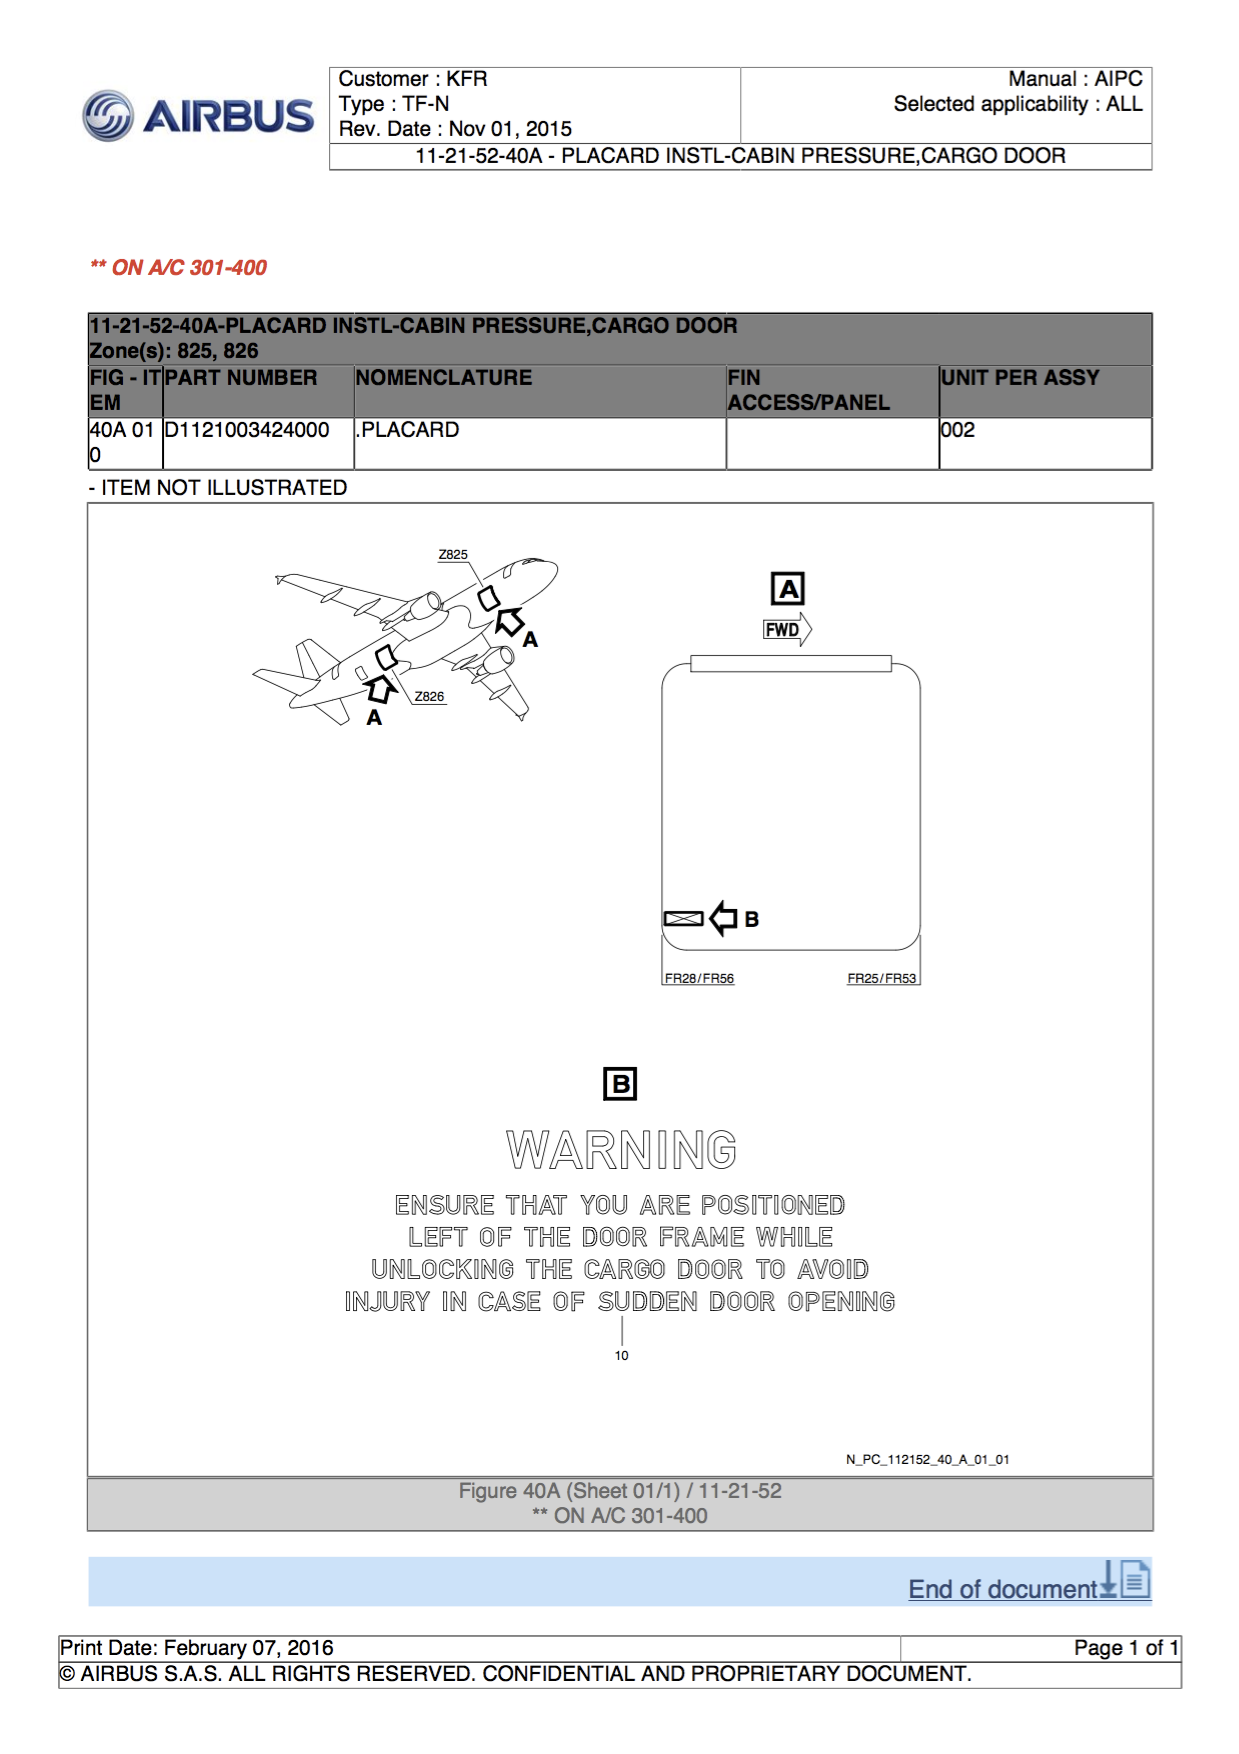 AIRBUS
Customer : KFR
Type : TF-N
Rev. Date : Nov 01, 2015
Manual : AIPC
Selected applicability : ALL
11-21-52-40A - PLACARD INSTL-CABIN PRESSURE,CARGO DOOR
** ON A/C 301-400
11-21-52-40A-PLACARD INSTL-CABIN PRESSURE,CARGO DOOR
Zone(s): 825, 826
FIG - IT
EM
PART NUMBER
NOMENCLATURE
FIN
ACCESS/PANEL
UNIT PER ASSY
40A 01
0
D1121003424000
.PLACARD
002
- ITEM NOT ILLUSTRATED
Z825
A
Z826
A
A
FWD
B
FR28/FR56
FR25/FR53
B
WARNING
ENSURE THAT YOU ARE POSITIONED
LEFT OF THE DOOR FRAME WHILE
UNLOCKING THE CARGO DOOR TO AVOID
INJURY IN CASE OF SUDDEN DOOR OPENING
10
N_PC_112152_40_A_01_01
Figure 40A (Sheet 01/1) / 11-21-52
** ON A/C 301-400
End of document
Print Date: February 07, 2016
Page 1 of 1
© AIRBUS S.A.S. ALL RIGHTS RESERVED. CONFIDENTIAL AND PROPRIETARY DOCUMENT.